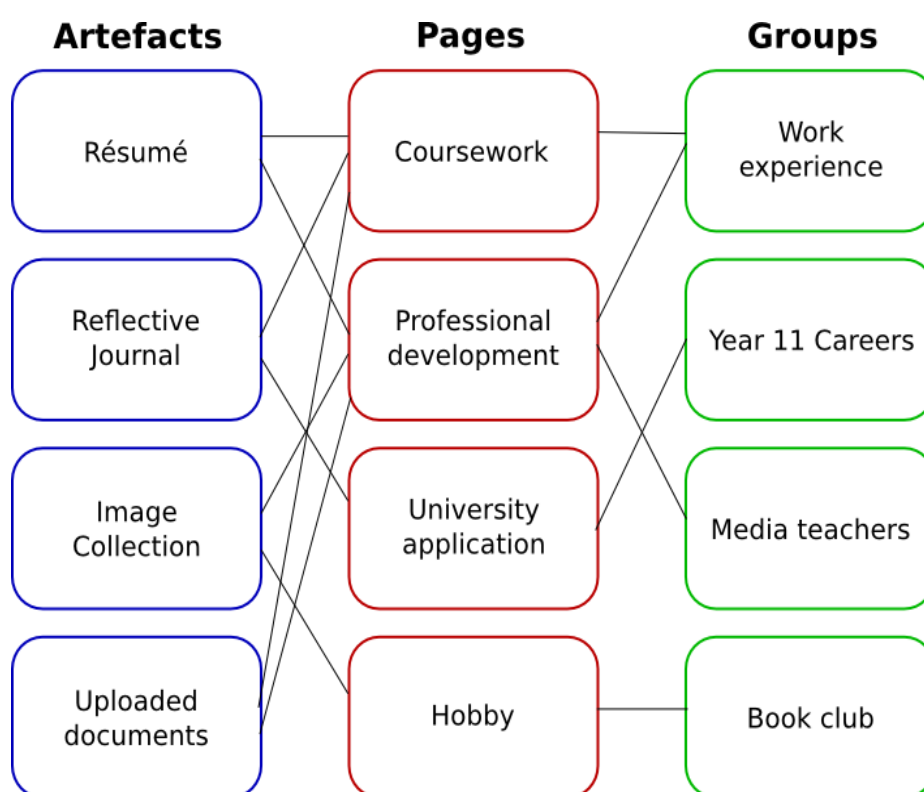 Artefacts
Pages
Groups
Résumé
Coursework
Work
experience
Reflective
Journal
Professional
development
Year 11 Careers
Image
Collection
University
application
Media teachers
Uploaded
documents
Hobby
Book club